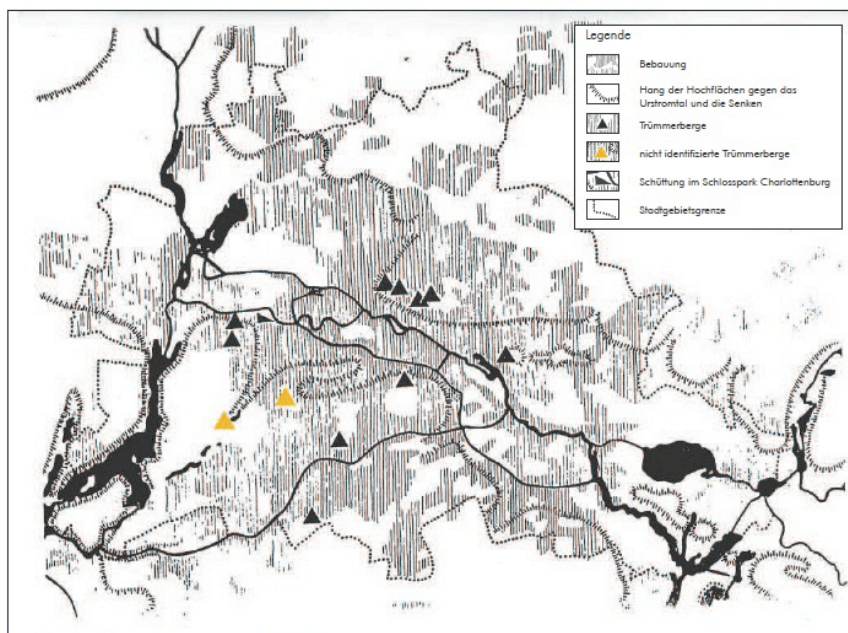 Legende
Bebauung
Hang der Hochflächen gegen das
Urstromtal und die Senken
Trümmerberge
nicht identifizierte Trümmerberge
Schüttung im Schlosspark Charlottenburg
Stadtgebietsgrenze